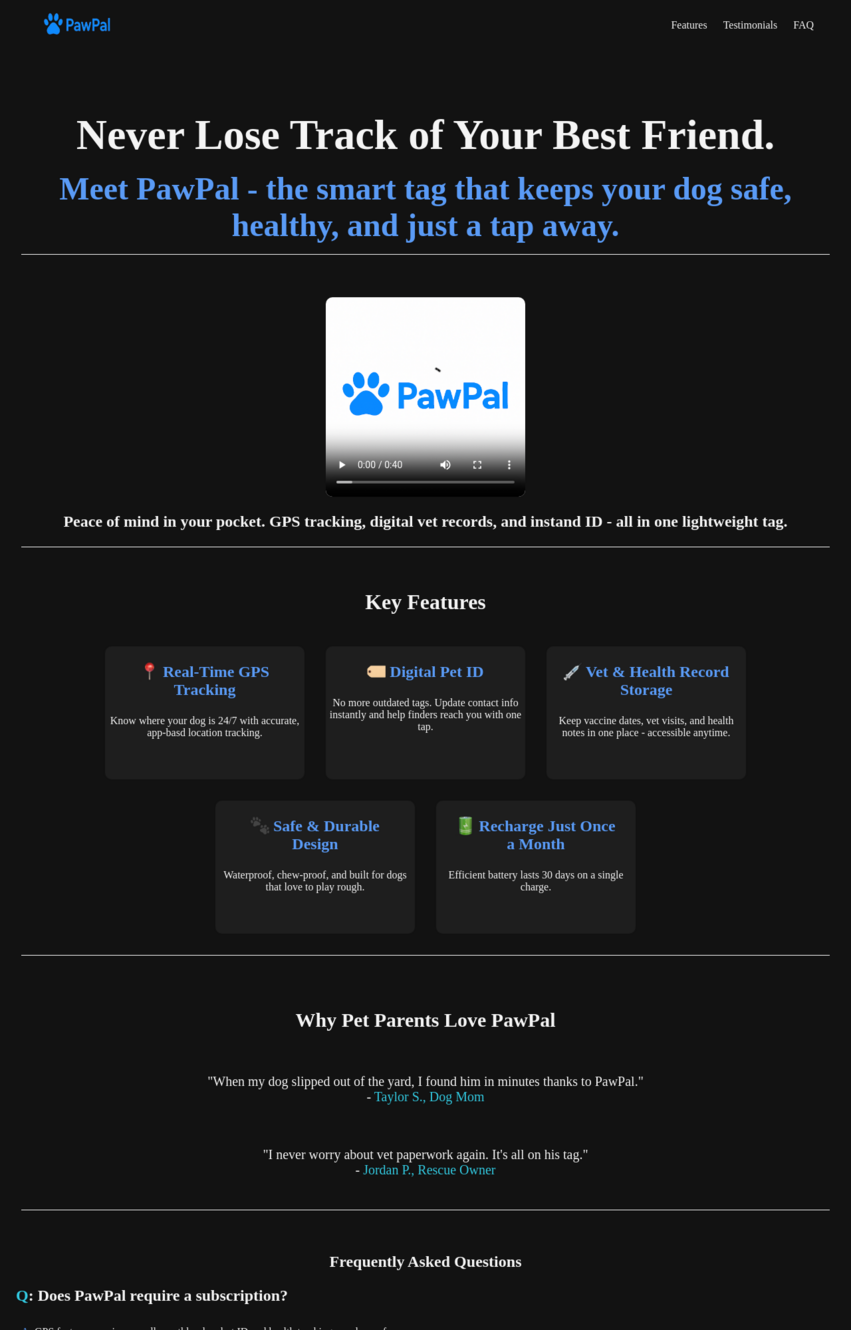 PawPal
Features Testimonials FAQ
Never Lose Track of Your Best Friend.
Meet PawPal - the smart tag that keeps your dog safe,
healthy, and just a tap away.
PawPal
0:00 / 0:40
Peace of mind in your pocket. GPS tracking, digital vet records, and instand ID - all in one lightweight tag.
Key Features
Real-Time GPS
Tracking
Know where your dog is 24/7 with accurate,
app-basd location tracking.
Digital Pet ID
No more outdated tags. Update contact info
instantly and help finders reach you with one
tap.
Vet & Health Record
Storage
Keep vaccine dates, vet visits, and health
notes in one place - accessible anytime.
Safe & Durable
Design
Waterproof, chew-proof, and built for dogs
that love to play rough.
Recharge Just Once
a Month
Efficient battery lasts 30 days on a single
charge.
Why Pet Parents Love PawPal
"When my dog slipped out of the yard, I found him in minutes thanks to PawPal."
- Taylor S., Dog Mom
"I never worry about vet paperwork again. It's all on his tag."
- Jordan P., Rescue Owner
Frequently Asked Questions
Q: Does PawPal require a subscription?